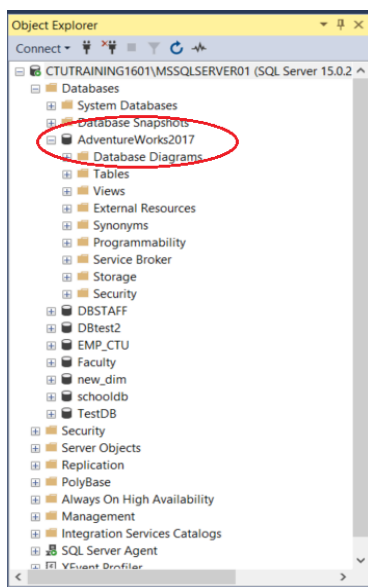 Object Explorer
Connect
CTUTRAINING1601\MSSQLSERVER01 (SQL Server 15.0.2
Databases
System Databases
Database Snapshots
AdventureWorks2017
Database Diagrams
Tables
Views
External Resources
Synonyms
Programmability
Service Broker
Storage
Security
DBSTAFF
DBtest2
EMP_CTU
Faculty
new_dim
schooldb
TestDB
Security
Server Objects
Replication
PolyBase
Always On High Availability
Management
Integration Services Catalogs
SQL Server Agent
XEvent Profiler